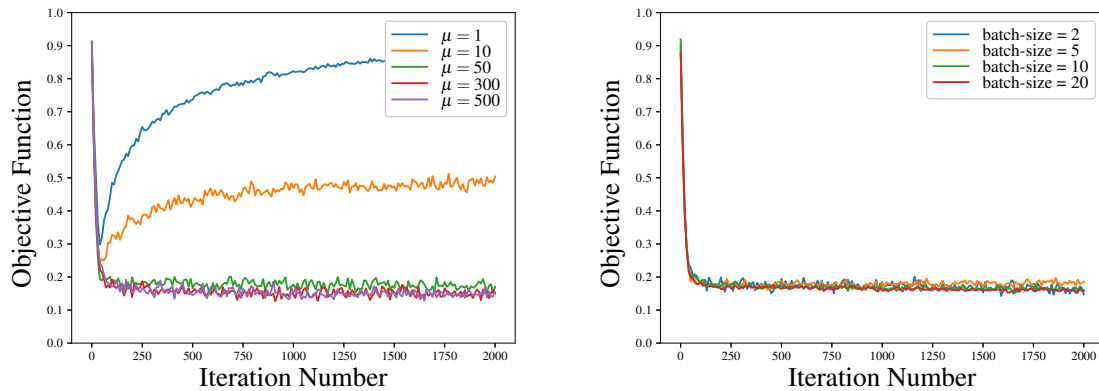 1.0
0.9
0.8
0.7
0.6
0.5
0.4
0.3
0.2
0.1
0.0
Objective Function
0 250 500 750 1000 1250 1500 1750 2000
Iteration Number
μ = 1
μ = 10
μ = 50
μ = 300
μ = 500
1.0
0.9
0.8
0.7
0.6
0.5
0.4
0.3
0.2
0.1
0.0
Objective Function
0 250 500 750 1000 1250 1500 1750 2000
Iteration Number
batch-size = 2
batch-size = 5
batch-size = 10
batch-size = 20